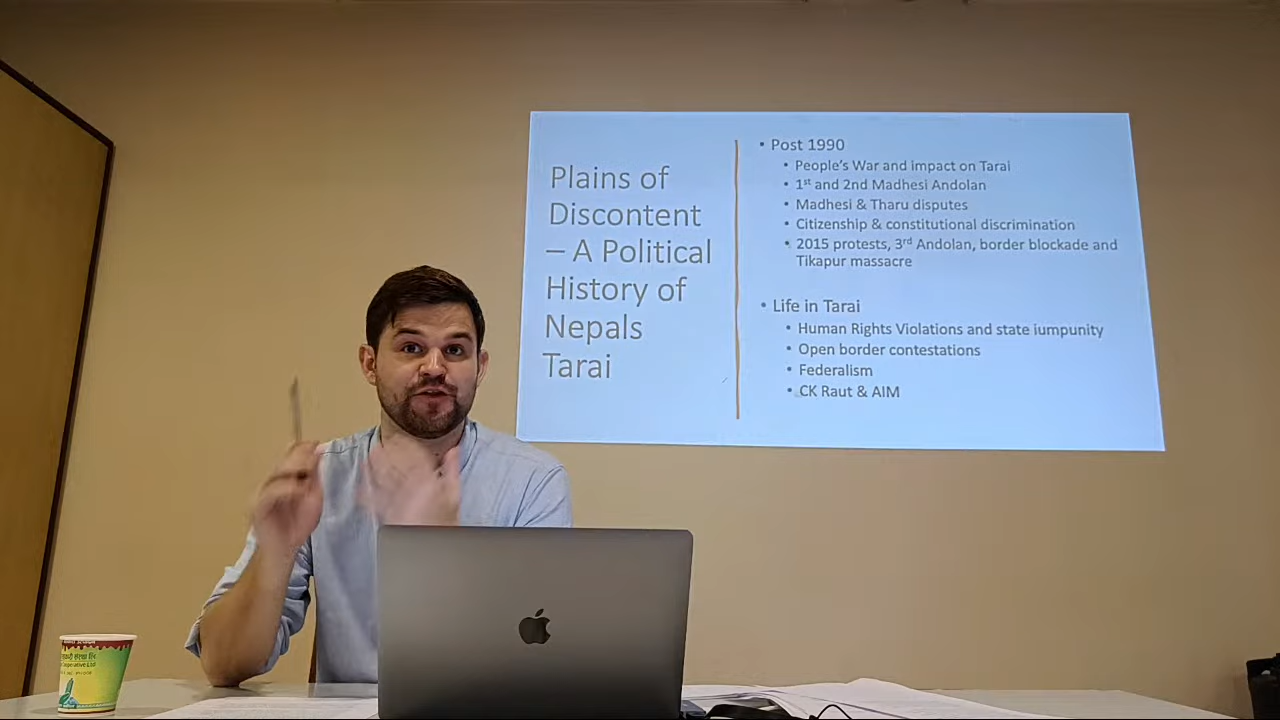 Plains of
Discontent
– A Political
History of
Nepals
Tarai
• Post 1990
• People's War and impact on Tarai
• 1st and 2nd Madhesi Andolan
• Madhesi & Tharu disputes
• Citizenship & constitutional discrimination
• 2015 protests, 3rd Andolan, border blockade and
Tikapur massacre
• Life in Tarai
• Human Rights Violations and state iumpunity
• Open border contestations
• Federalism
• CK Raut & AIM